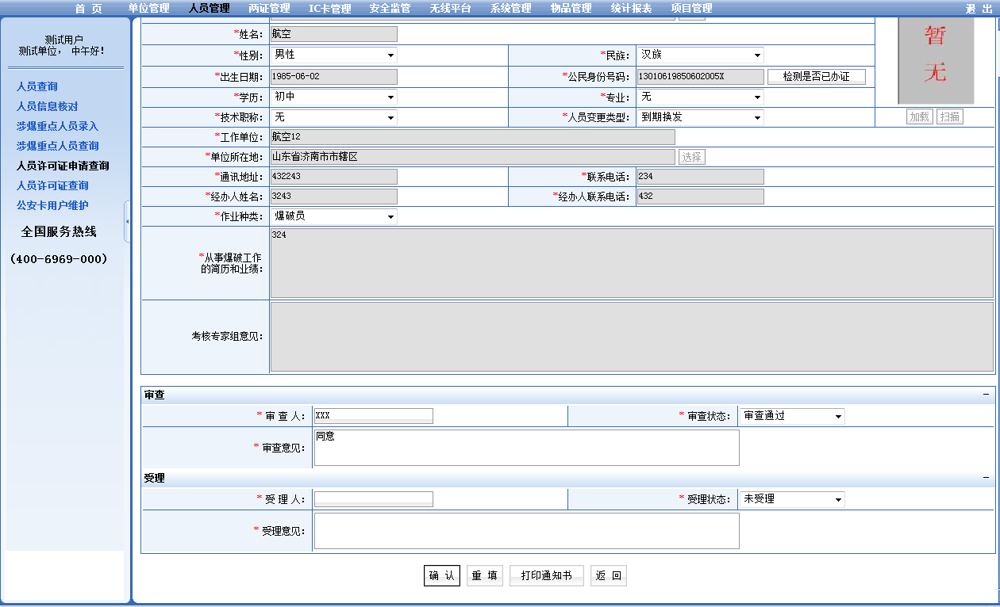 首 页 单位管理 人员管理 两证管理 IC卡管理 安全监管 无线平台 系统管理 物品管理 统计报表 项目管理 退 出
测试用户
测试单位， 中午好！
人员查询
人员信息核对
涉爆重点人员录入
涉爆重点人员查询
人员许可证申请查询
人员许可证查询
公安卡用户维护
全国服务热线
(400-6969-000)
*姓名： 航空
*性别： 男性 *民族： 汉族
*出生日期： 1985-06-02 *公民身份号码： 13010619850602005X 检测是否已办证
*学历： 初中 *专业： 无
*技术职称： 无 *人员变更类型： 到期换发
暂
无
加载 扫描
*工作单位： 航空12
*单位所在地： 山东省济南市市辖区 选择
*通讯地址： 432243 *联系电话： 234
*经办人姓名： 3243 *经办人联系电话： 432
*作业种类： 爆破员
*从事爆破工作
的简历和业绩： 324
考核专家组意见：
审查
* 审 查 人： XXX * 审查状态： 审查通过
* 审查意见： 同意
受理
* 受 理 人： * 受理状态： 未受理
* 受理意见：
确 认 重 填 打印通知书 返 回